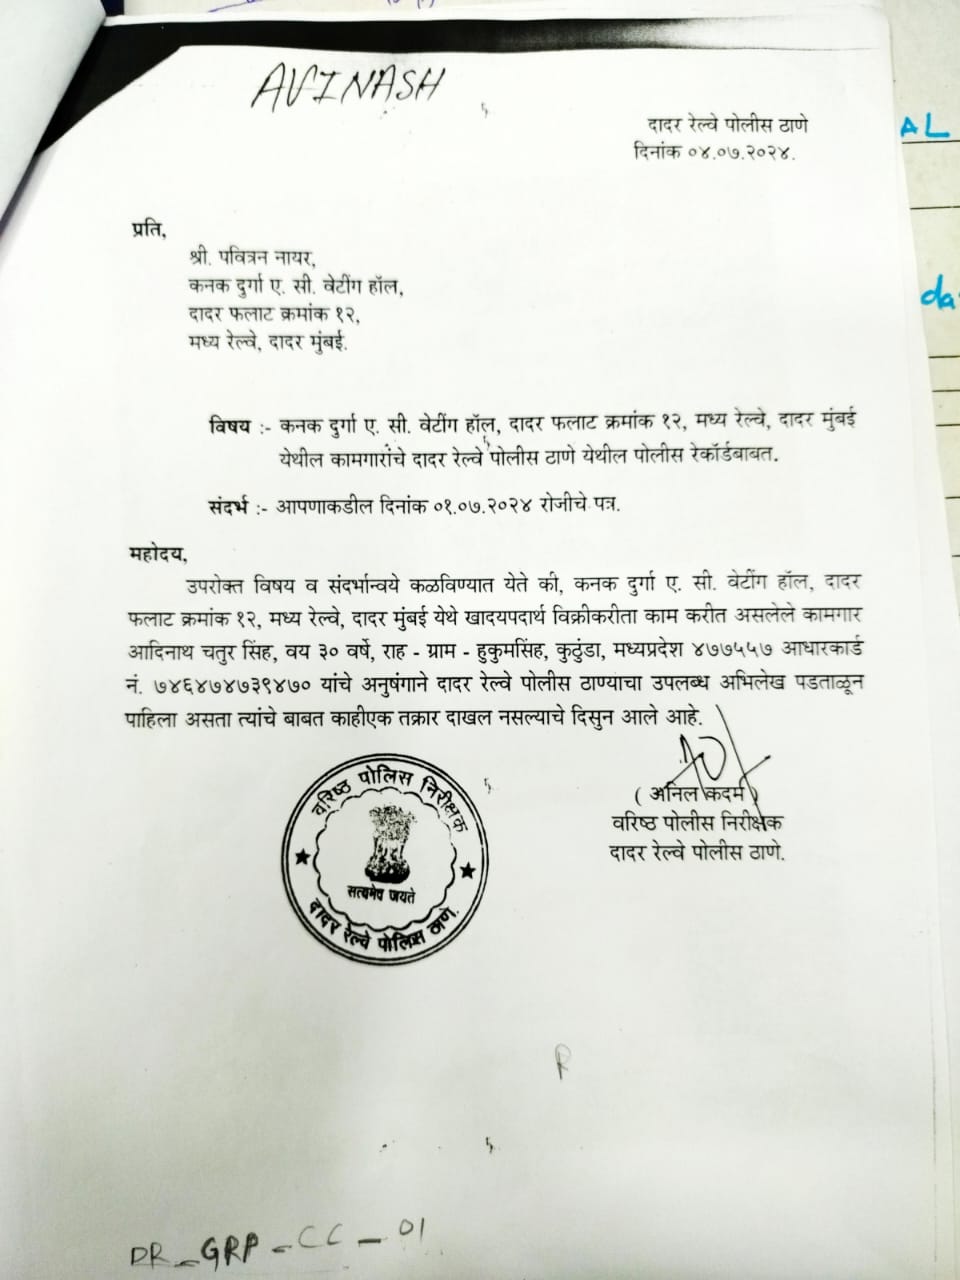 AVINASH
दादर रेल्वे पोलीस ठाणे
दिनांक ०४.०७.२०२४.
AL
प्रति,
श्री. पवित्रन नायर,
कनक दुर्गा ए. सी. वेटींग हॉल,
दादर फलाट क्रमांक १२,
मध्य रेल्वे, दादर मुंबई.
da
विषय :- कनक दुर्गा ए. सी. वेटींग हॉल, दादर फलाट क्रमांक १२, मध्य रेल्वे, दादर मुंबई
येथील कामगारांचे दादर रेल्वे पोलीस ठाणे येथील पोलीस रेकॉर्डबाबत.
संदर्भ :- आपणाकडील दिनांक ०१.०७.२०२४ रोजीचे पत्र.
महोदय,
उपरोक्त विषय व संदर्भान्वये कळविण्यात येते की, कनक दुर्गा ए. सी. वेटींग हॉल, दादर
फलाट क्रमांक १२, मध्य रेल्वे, दादर मुंबई येथे खादयपदार्थ विक्रीकरीता काम करीत असलेले कामगार
आदिनाथ चतुर सिंह, वय ३० वर्षे, राह - ग्राम - हुकुमसिंह, कुठुंडा, मध्यप्रदेश ४७७५५७ आधारकार्ड
नं. ७४६४७४७३९४७० यांचे अनुषंगाने दादर रेल्वे पोलीस ठाण्याचा उपलब्ध अभिलेख पडताळून
पाहिला असता त्यांचे बाबत काहीएक तक्रार दाखल नसल्याचे दिसुन आले आहे.
( अनिल कदम )
वरिष्ठ पोलीस निरीक्षक
दादर रेल्वे पोलीस ठाणे.
वरिष्ठ पोलिस निरीक्षक
सत्यमेव जयते
दादर रेल्वे पोलिस ठाणे.
R
DR_GRP-CC_01